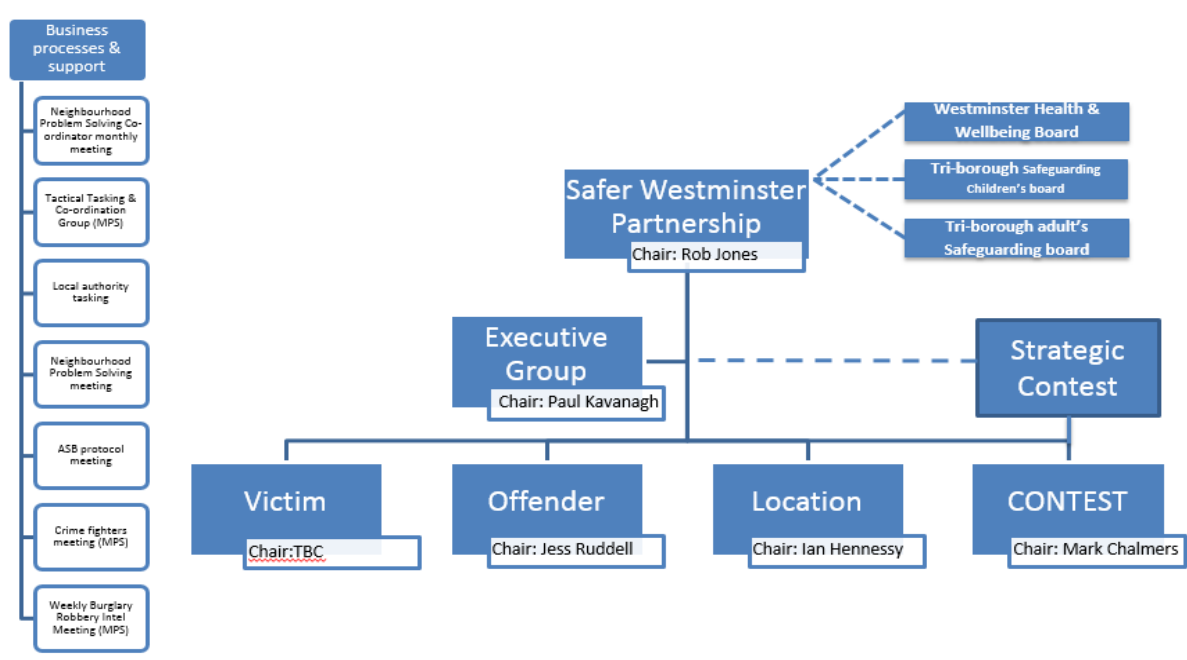 Business
processes &
support
Neighbourhood
Problem Solving Co-
ordinator monthly
meeting
Tactical Tasking &
Co-ordination
Group (MPS)
Local authority
tasking
Neighbourhood
Problem Solving
meeting
ASB protocol
meeting
Crime fighters
meeting (MPS)
Weekly Burglary
Robbery Intel
Meeting (MPS)
Westminster Health &
Wellbeing Board
Tri-borough Safeguarding
Children's board
Tri-borough adult's
Safeguarding board
Safer Westminster
Partnership
Chair: Rob Jones
Executive
Group
Chair: Paul Kavanagh
Strategic
Contest
Victim
Chair:TBC
Offender
Chair: Jess Ruddell
Location
Chair: Ian Hennessy
CONTEST
Chair: Mark Chalmers